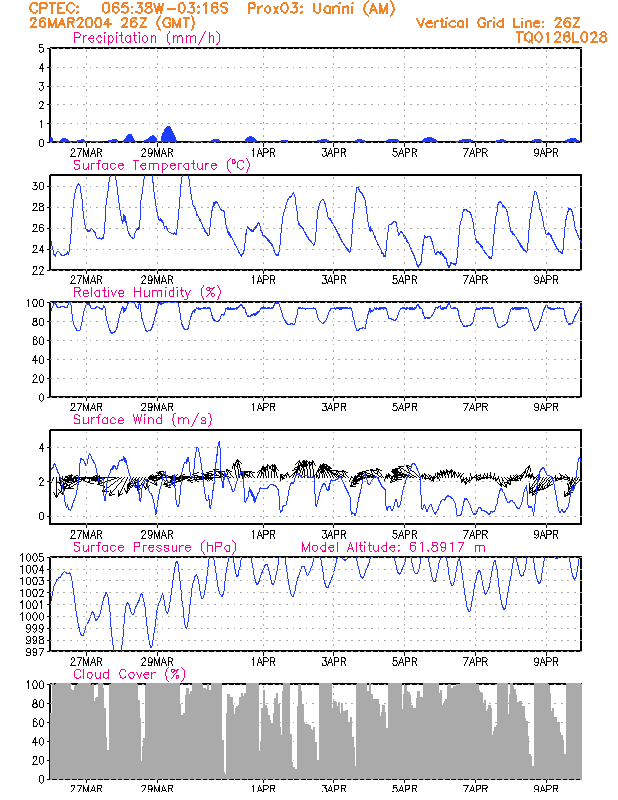 CPTEC: 065:38W-03:16S Prox03: Uarini (AM)
26MAR2004 26Z (GMT) Vertical Grid Line: 26Z
Precipitation (mm/h) TQ0126L028
5
4
3
2
1
0
27MAR 29MAR 1APR 3APR 5APR 7APR 9APR
Surface Temperature (°C)
30
28
26
24
22
27MAR 29MAR 1APR 3APR 5APR 7APR 9APR
Relative Humidity (%)
100
80
60
40
20
0
27MAR 29MAR 1APR 3APR 5APR 7APR 9APR
Surface Wind (m/s)
4
2
0
27MAR 29MAR 1APR 3APR 5APR 7APR 9APR
Surface Pressure (hPa) Model Altitude: 61.8917 m
1005
1004
1003
1002
1001
1000
999
998
997
27MAR 29MAR 1APR 3APR 5APR 7APR 9APR
Cloud Cover (%)
100
80
60
40
20
0
27MAR 29MAR 1APR 3APR 5APR 7APR 9APR